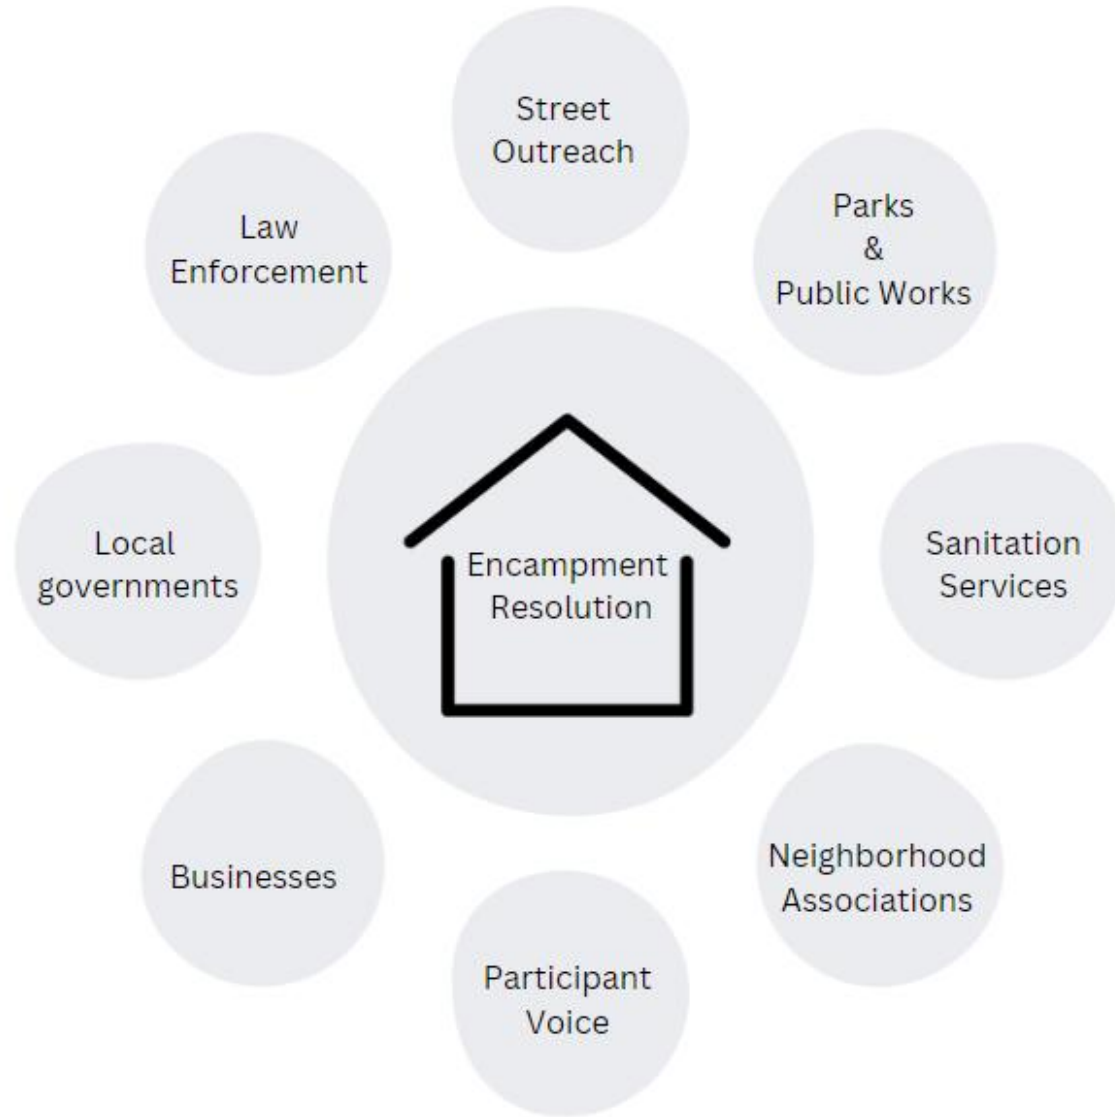 Street
Outreach
Parks
&
Public Works
Law
Enforcement
Encampment
Resolution
Local
governments
Sanitation
Services
Businesses
Neighborhood
Associations
Participant
Voice